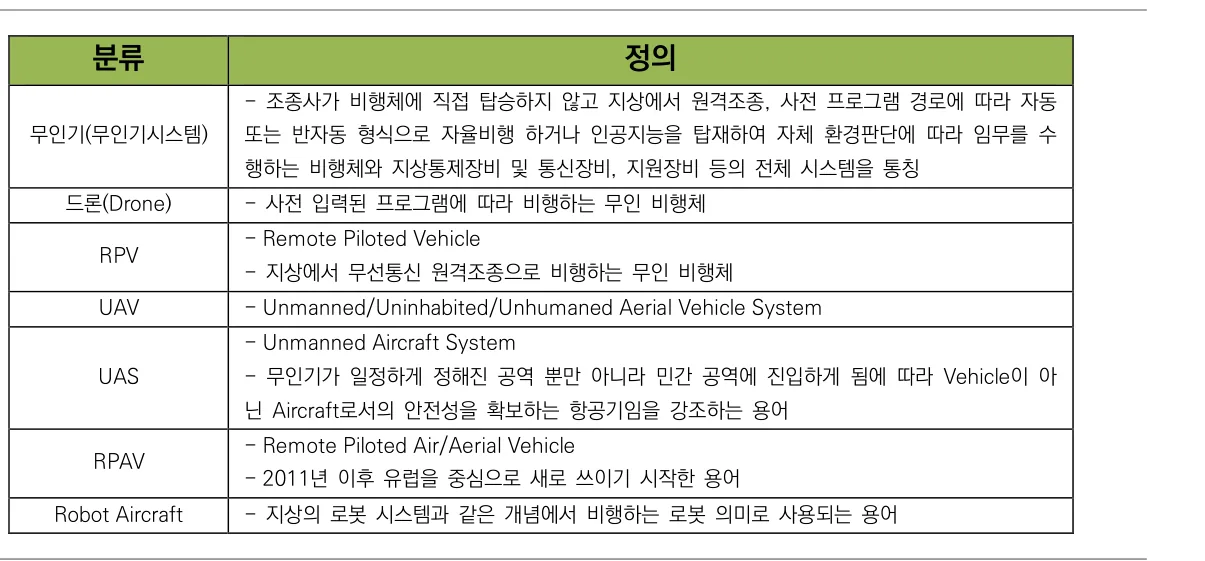 분류 정의
무인기(무인기시스템)
- 조종사가 비행체에 직접 탑승하지 않고 지상에서 원격조종, 사전 프로그램 경로에 따라 자동
또는 반자동 형식으로 자율비행 하거나 인공지능을 탑재하여 자체 환경판단에 따라 임무를 수
행하는 비행체와 지상통제장비 및 통신장비, 지원장비 등의 전체 시스템을 통칭
드론(Drone) - 사전 입력된 프로그램에 따라 비행하는 무인 비행체
RPV
- Remote Piloted Vehicle
- 지상에서 무선통신 원격조종으로 비행하는 무인 비행체
UAV - Unmanned/Uninhabited/Unhumaned Aerial Vehicle System
UAS
- Unmanned Aircraft System
- 무인기가 일정하게 정해진 공역 뿐만 아니라 민간 공역에 진입하게 됨에 따라 Vehicle이 아
닌 Aircraft로서의 안전성을 확보하는 항공기임을 강조하는 용어
RPAV
- Remote Piloted Air/Aerial Vehicle
- 2011년 이후 유럽을 중심으로 새로 쓰이기 시작한 용어
Robot Aircraft - 지상의 로봇 시스템과 같은 개념에서 비행하는 로봇 의미로 사용되는 용어